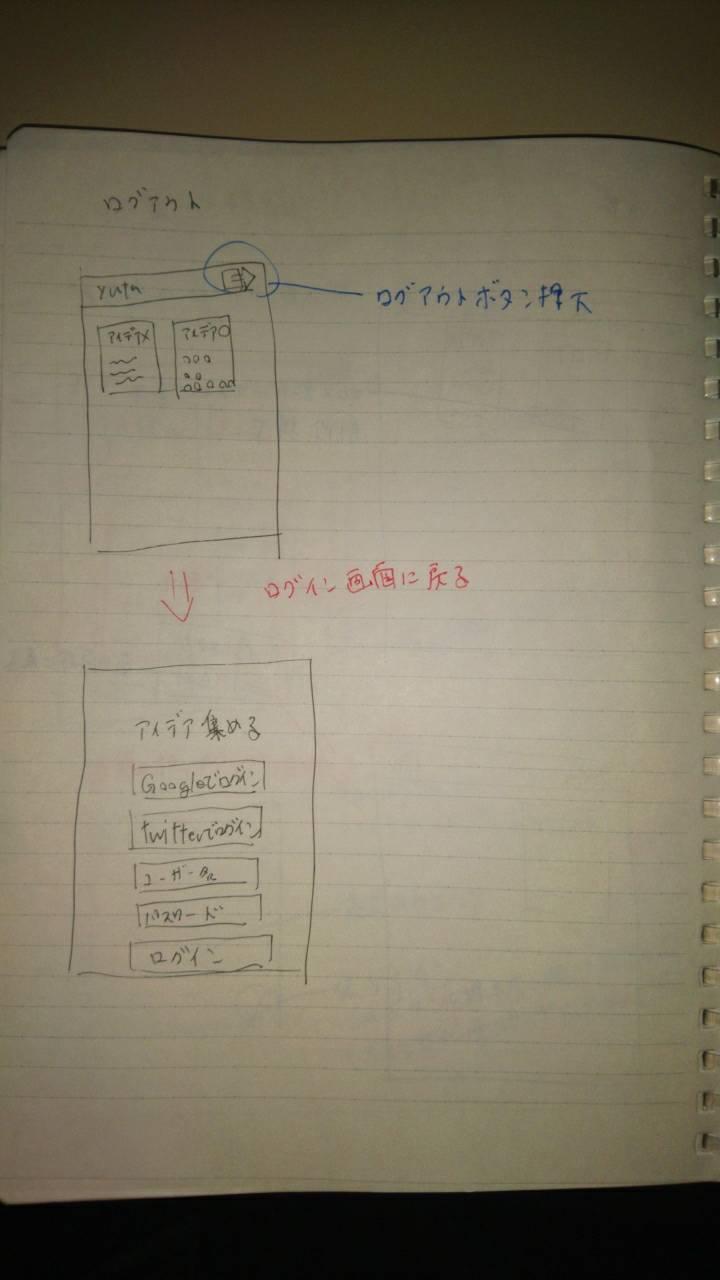 ログアウト
yuta
ログアウトボタン押下
アイデアX
アイデア○
ログイン画面に戻る
アイデア集める
Googleでログイン
twitterでログイン
ユーザー名
パスワード
ログイン